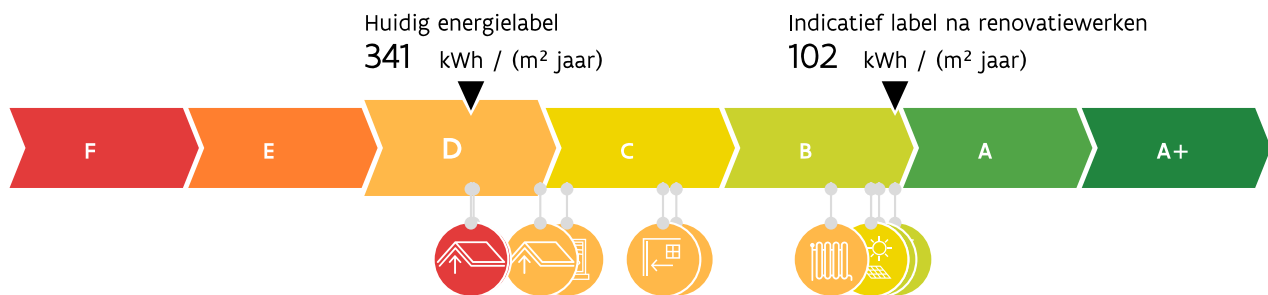 Huidig energielabel
341 kWh / (m² jaar)
Indicatief label na renovatiewerken
102 kWh / (m² jaar)
F E D C B A A+